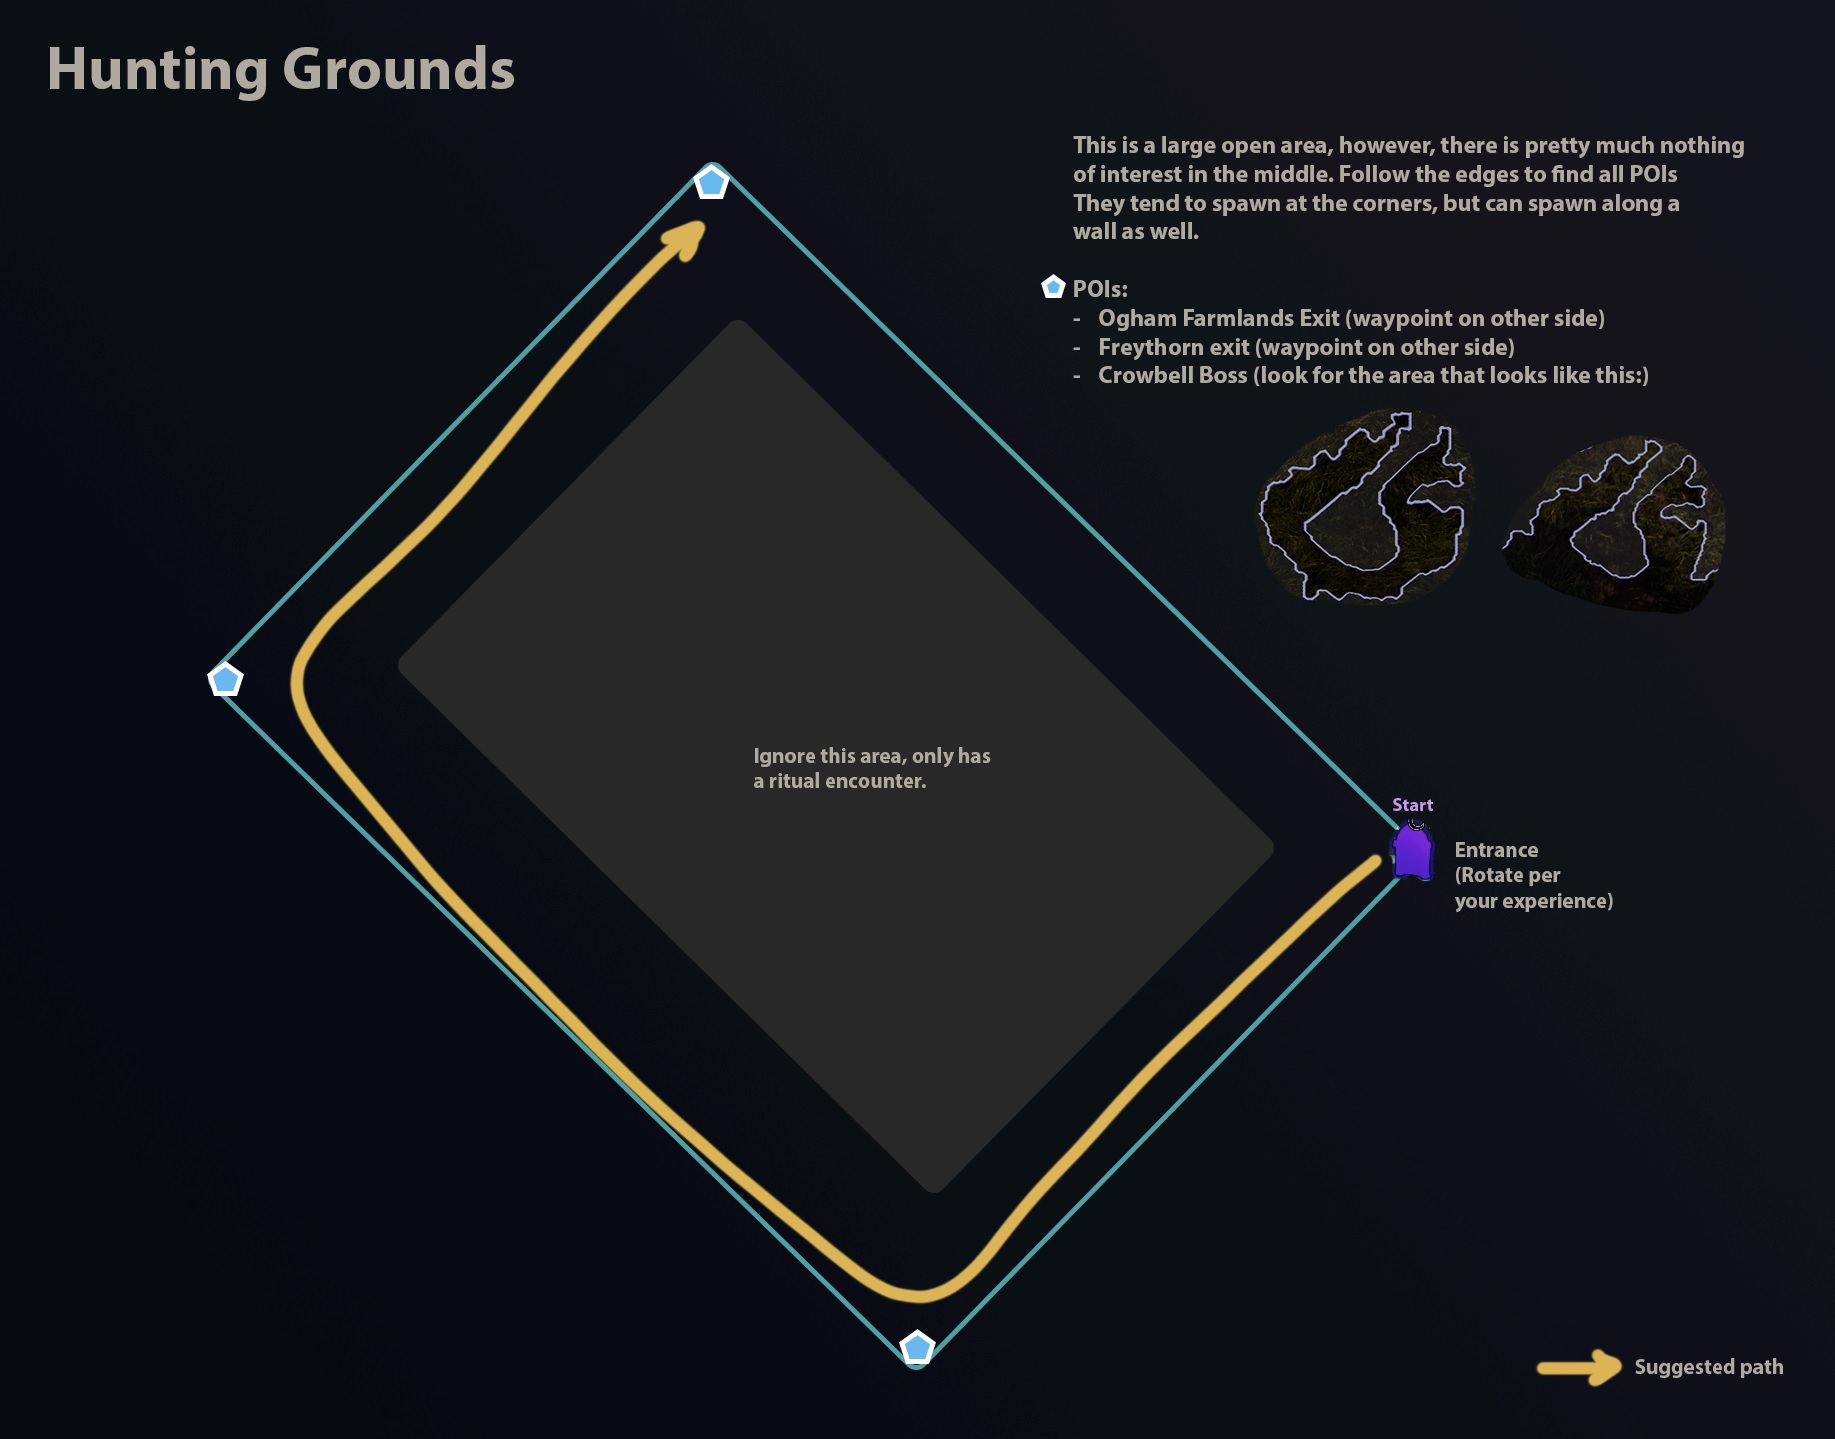 Hunting Grounds
This is a large open area, however, there is pretty much nothing
of interest in the middle. Follow the edges to find all POIs
They tend to spawn at the corners, but can spawn along a
wall as well.
POIs:
- Ogham Farmlands Exit (waypoint on other side)
- Freythorn exit (waypoint on other side)
- Crowbell Boss (look for the area that looks like this:)
Ignore this area, only has
a ritual encounter.
Start
Entrance
(Rotate per
your experience)
Suggested path